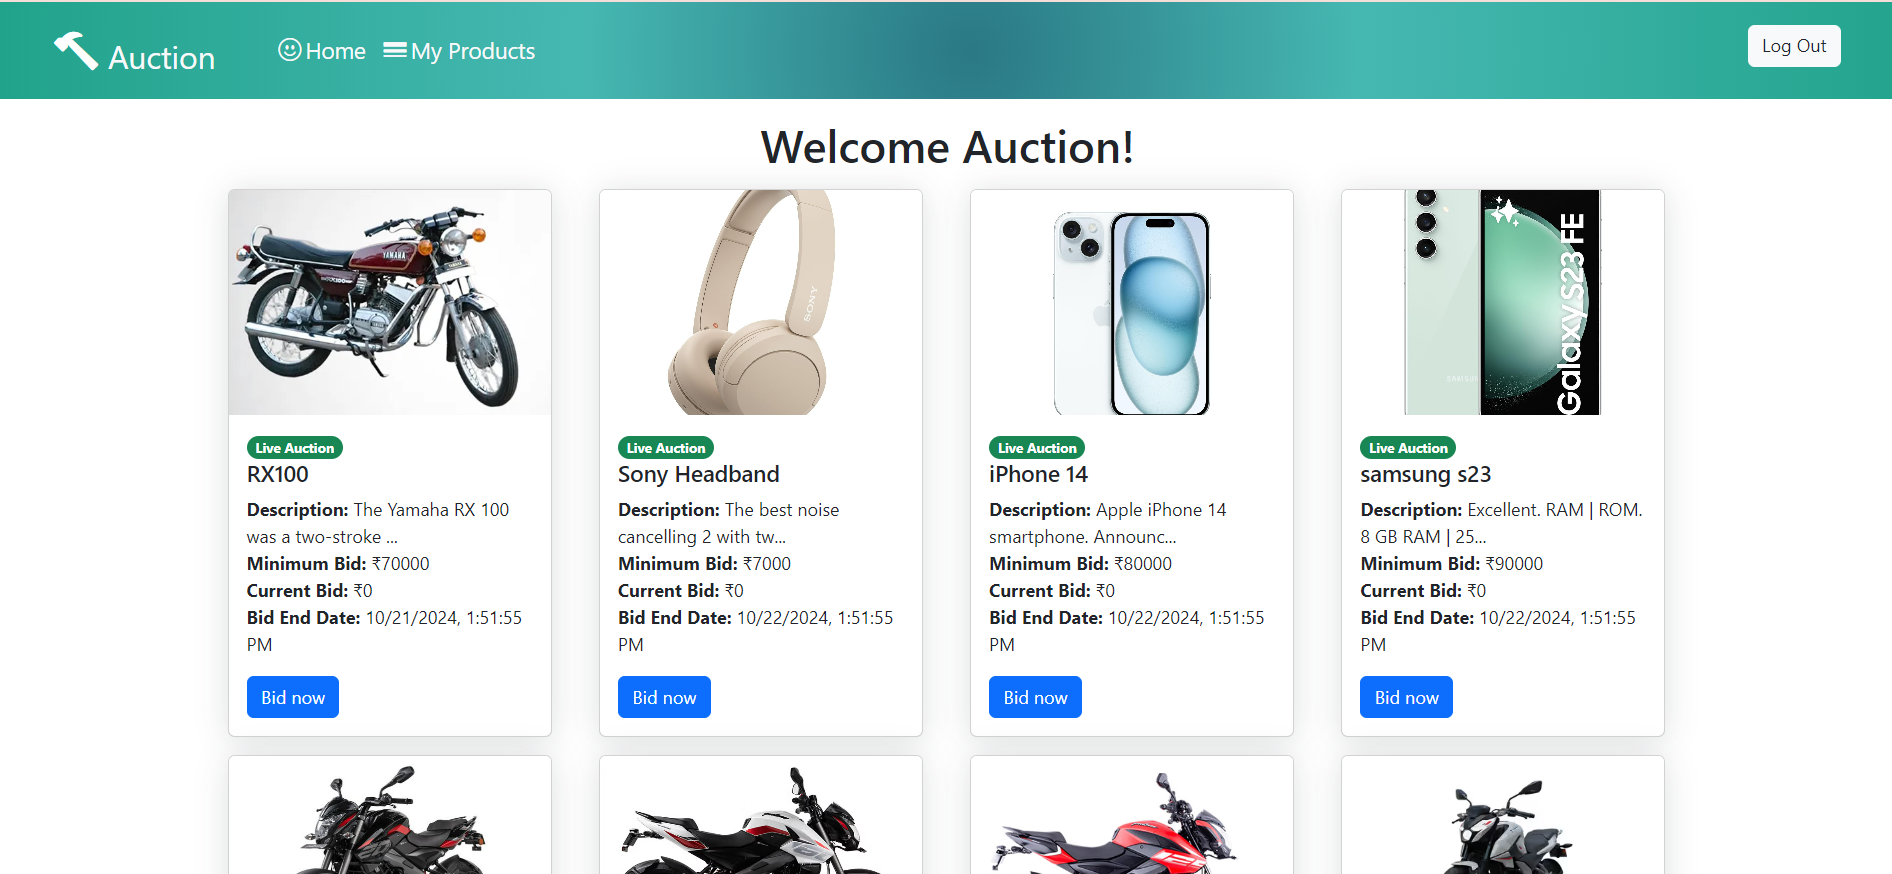 Auction
Home
My Products
Log Out
Welcome Auction!
YAMAHA
SONY
SAMSUNG
Galaxy S23 FE
Live Auction
RX100
Description: The Yamaha RX 100
was a two-stroke ...
Minimum Bid: ₹70000
Current Bid: ₹0
Bid End Date: 10/21/2024, 1:51:55
PM
Bid now
Live Auction
Sony Headband
Description: The best noise
cancelling 2 with tw...
Minimum Bid: ₹7000
Current Bid: ₹0
Bid End Date: 10/22/2024, 1:51:55
PM
Bid now
Live Auction
iPhone 14
Description: Apple iPhone 14
smartphone. Announc...
Minimum Bid: ₹80000
Current Bid: ₹0
Bid End Date: 10/22/2024, 1:51:55
PM
Bid now
Live Auction
samsung s23
Description: Excellent. RAM | ROM.
8 GB RAM | 25...
Minimum Bid: ₹90000
Current Bid: ₹0
Bid End Date: 10/22/2024, 1:51:55
PM
Bid now